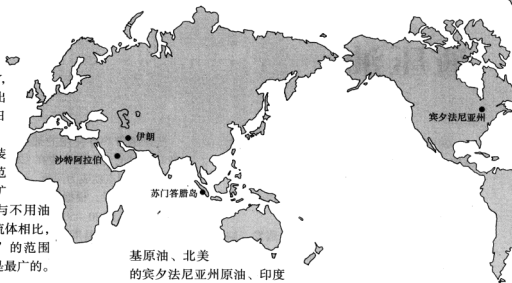 出
与不用油
流体相比,
”的范围
是最广的。
宾夕法尼亚州
伊朗
沙特阿拉伯
苏门答腊岛
基原油、北美
的宾夕法尼亚州原油、印度